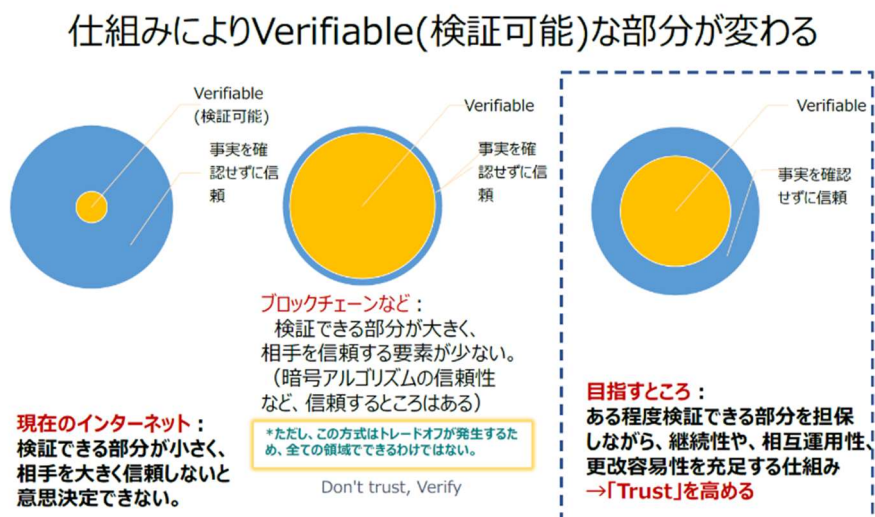 仕組みによりVerifiable(検証可能)な部分が変わる
Verifiable
(検証可能)
事実を確
認せずに信
頼
現在のインターネット：
検証できる部分が小さく、
相手を大きく信頼しないと
意思決定できない。
Verifiable
事実を確
認せずに信
頼
ブロックチェーンなど：
検証できる部分が大きく、
相手を信頼する要素が少ない。
（暗号アルゴリズムの信頼性
など、信頼するところはある）
*ただし、この方式はトレードオフが発生するた
め、全ての領域でできるわけではない。
Don't trust, Verify
Verifiable
事実を確認
せずに信頼
目指すところ：
ある程度検証できる部分を担保
しながら、継続性や、相互運用性、
更改容易性を充足する仕組み
→「Trust」を高める